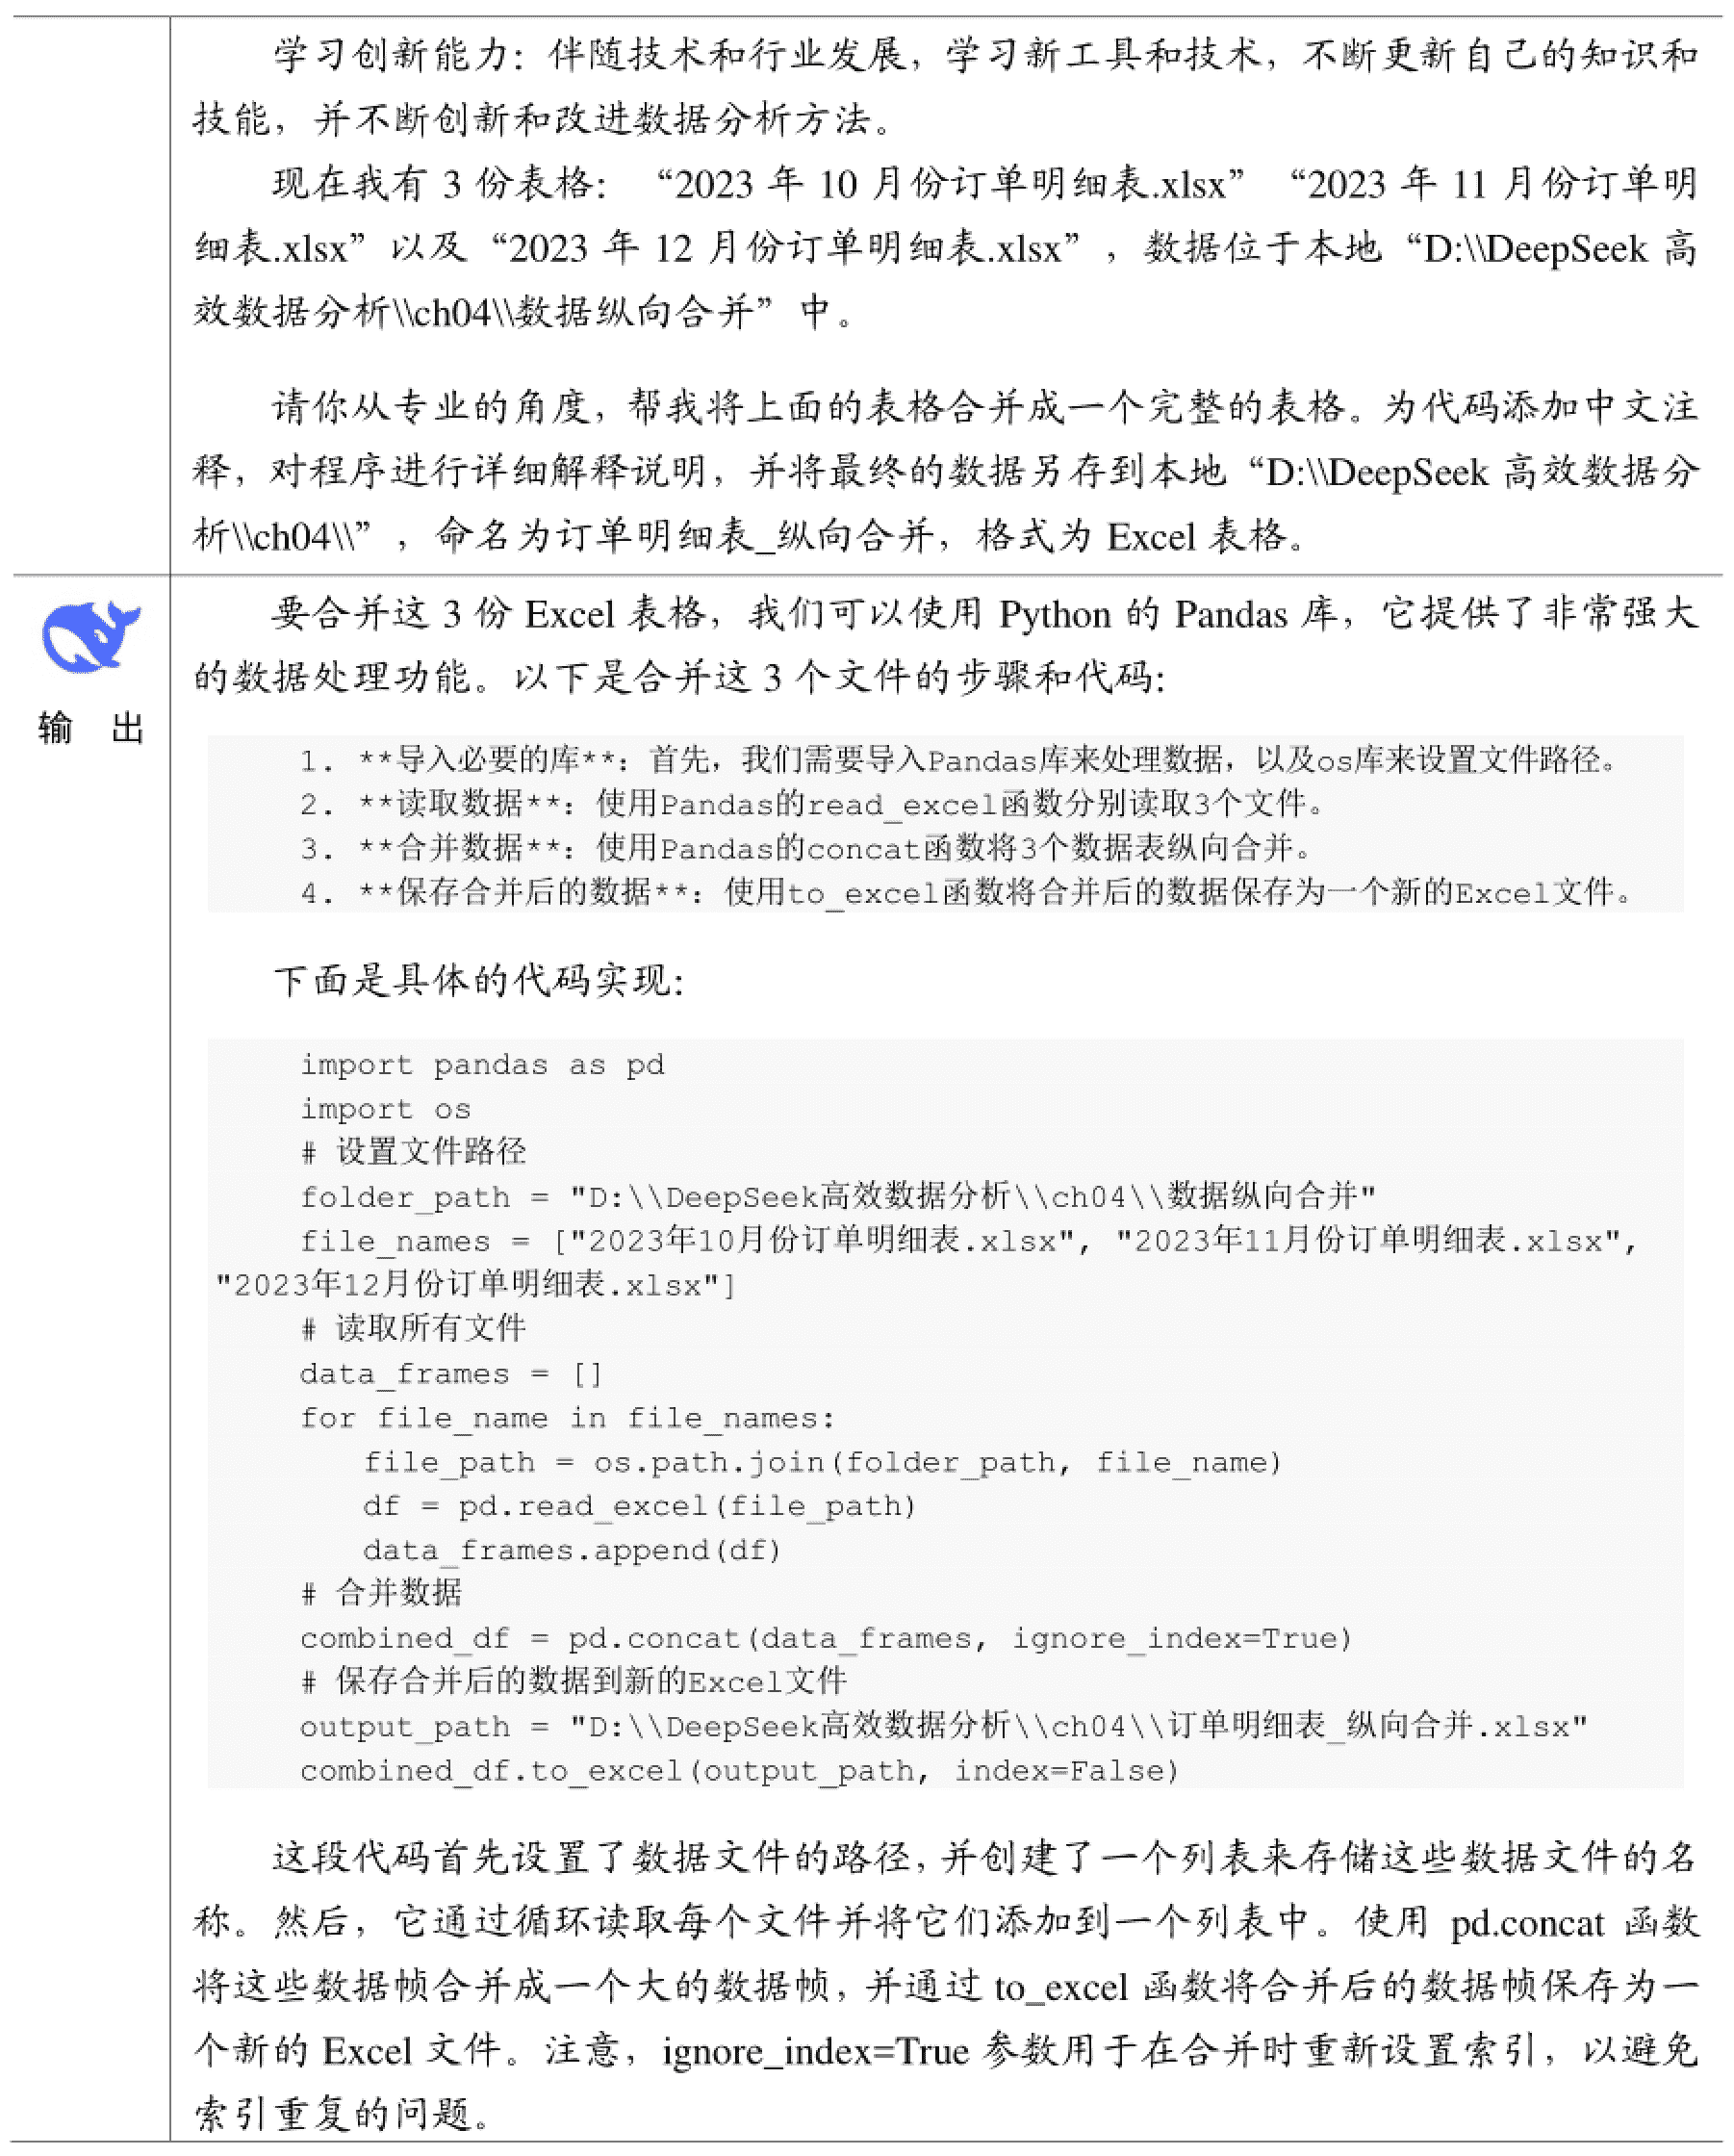 学习创新能力：伴随技术和行业发展，学习新工具和技术，不断更新自己的知识和
技能，并不断创新和改进数据分析方法。
现在我有 3 份表格：“2023 年 10 月份订单明细表.xlsx”“2023 年 11 月份订单明
细表.xlsx”以及“2023 年 12 月份订单明细表.xlsx”，数据位于本地“D:\\DeepSeek 高
效数据分析\\ch04\\数据纵向合并”中。
请你从专业的角度，帮我将上面的表格合并成一个完整的表格。为代码添加中文注
释，对程序进行详细解释说明，并将最终的数据另存到本地“D:\\DeepSeek 高效数据分
析\\ch04\\”，命名为订单明细表_纵向合并，格式为 Excel 表格。
输 出
要合并这 3 份 Excel 表格，我们可以使用 Python 的 Pandas 库，它提供了非常强大
的数据处理功能。以下是合并这 3 个文件的步骤和代码：
1. **导入必要的库**：首先，我们需要导入Pandas库来处理数据，以及os库来设置文件路径。
2. **读取数据**：使用Pandas的read_excel函数分别读取3个文件。
3. **合并数据**：使用Pandas的concat函数将3个数据表纵向合并。
4. **保存合并后的数据**：使用to_excel函数将合并后的数据保存为一个新的Excel文件。
下面是具体的代码实现：
import pandas as pd
import os
# 设置文件路径
folder_path = "D:\\DeepSeek高效数据分析\\ch04\\数据纵向合并"
file_names = ["2023年10月份订单明细表.xlsx", "2023年11月份订单明细表.xlsx",
"2023年12月份订单明细表.xlsx"]
# 读取所有文件
data_frames = []
for file_name in file_names:
file_path = os.path.join(folder_path, file_name)
df = pd.read_excel(file_path)
data_frames.append(df)
# 合并数据
combined_df = pd.concat(data_frames, ignore_index=True)
# 保存合并后的数据到新的Excel文件
output_path = "D:\\DeepSeek高效数据分析\\ch04\\订单明细表_纵向合并.xlsx"
combined_df.to_excel(output_path, index=False)
这段代码首先设置了数据文件的路径，并创建了一个列表来存储这些数据文件的名
称。然后，它通过循环读取每个文件并将它们添加到一个列表中。使用 pd.concat 函数
将这些数据帧合并成一个大的数据帧，并通过 to_excel 函数将合并后的数据帧保存为一
个新的 Excel 文件。注意，ignore_index=True 参数用于在合并时重新设置索引，以避免
索引重复的问题。